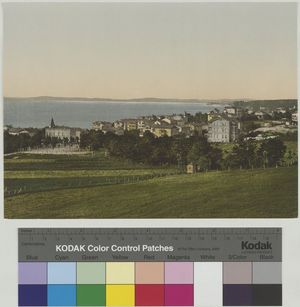 KODAK Color Control Patches
Kodak
Blue Cyan Green Yellow Red Magenta White 3/Color Black